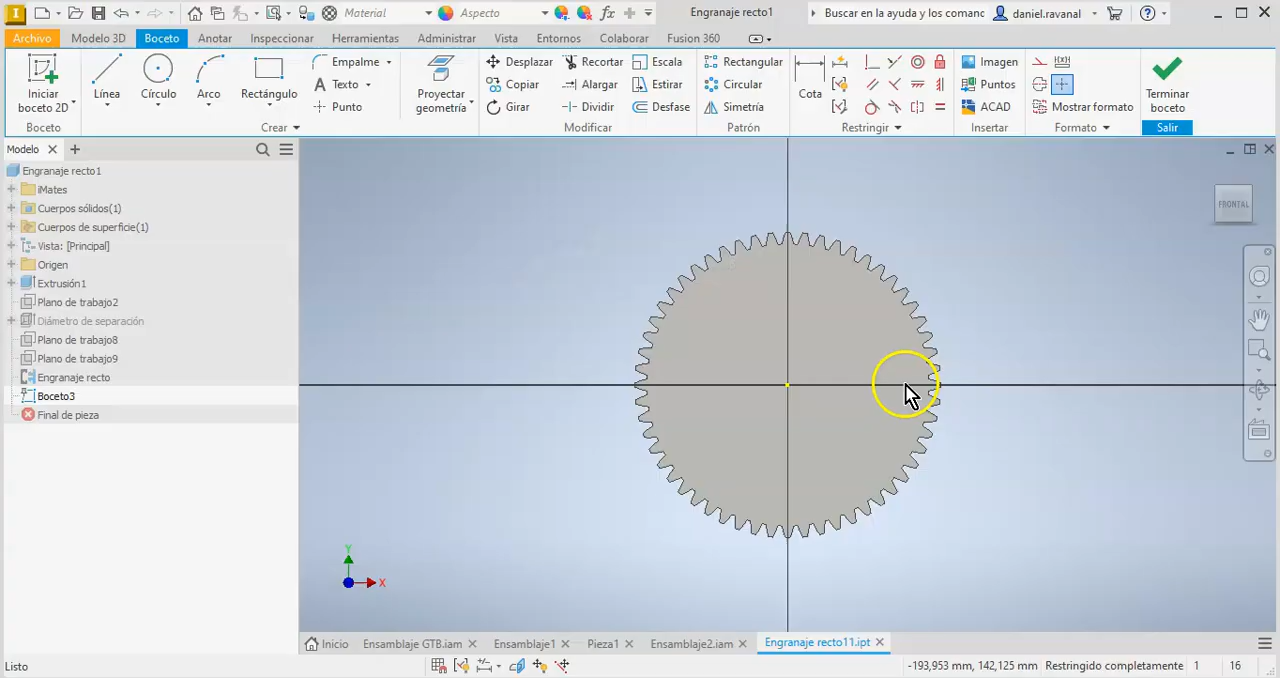 I Material Aspecto fx Engranaje recto1 Buscar en la ayuda y los comanc daniel.ravanal ?
Archivo Modelo 3D Boceto Anotar Inspeccionar Herramientas Administrar Vista Entornos Colaborar Fusion 360
Iniciar boceto 2D
Línea
Círculo
Arco
Rectángulo
Empalme
A Texto
Punto
Proyectar geometría
Desplazar Recortar Escala
Copiar Alargar Estirar
Girar Dividir Desfase
Rectangular
Circular
Simetría
Cota
Imagen
Puntos
ACAD
Mostrar formato
Terminar boceto
Boceto Crear Modificar Patrón Restringir Insertar Formato Salir
Modelo
Engranaje recto1
iMates
Cuerpos sólidos(1)
Cuerpos de superficie(1)
Vista: [Principal]
Origen
Extrusión1
Plano de trabajo2
Diámetro de separación
Plano de trabajo8
Plano de trabajo9
Engranaje recto
Boceto3
Final de pieza
FRONTAL
Y
X
Inicio Ensamblaje GTB.iam Ensamblaje1 Pieza1 Ensamblaje2.iam Engranaje recto11.ipt
Listo -193,953 mm, 142,125 mm Restringido completamente 1 16